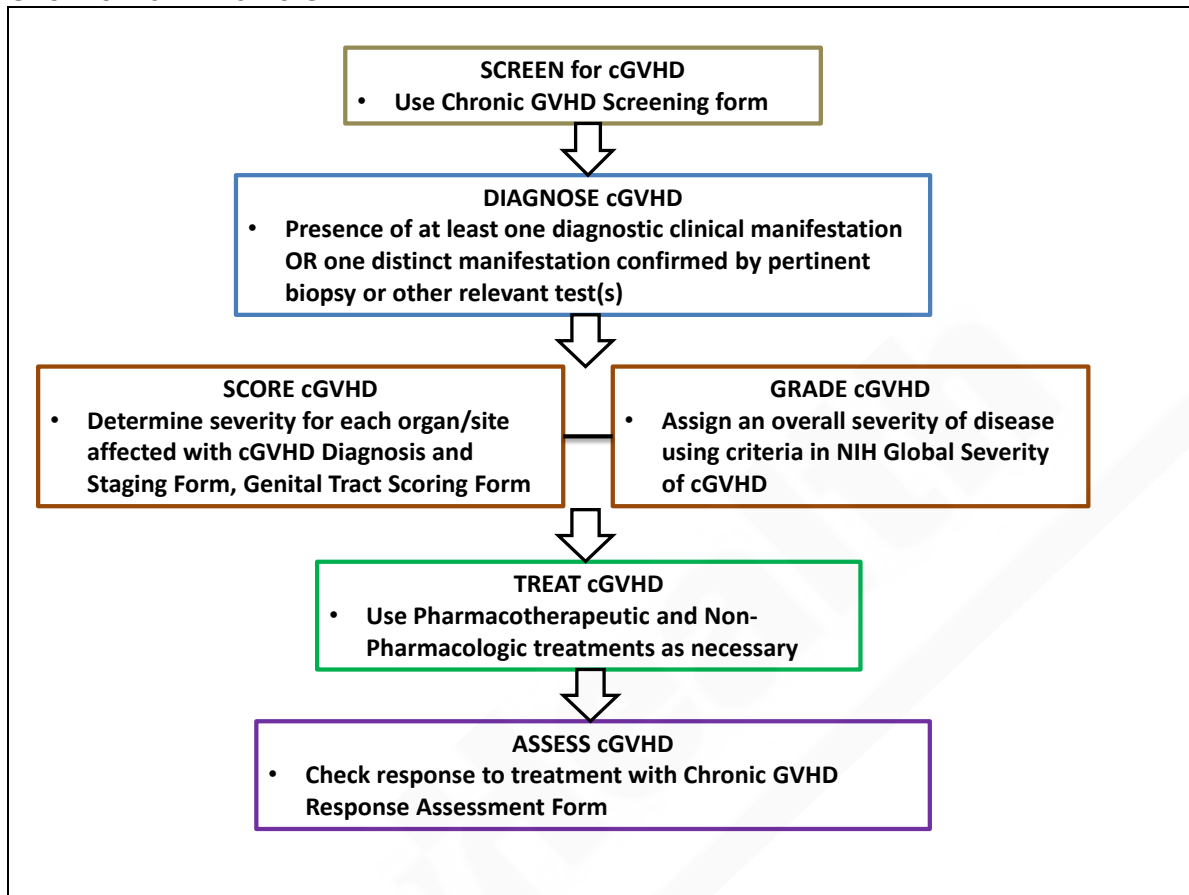 SCREEN for cGVHD
• Use Chronic GVHD Screening form
DIAGNOSE cGVHD
• Presence of at least one diagnostic clinical manifestation
OR one distinct manifestation confirmed by pertinent
biopsy or other relevant test(s)
SCORE cGVHD
• Determine severity for each organ/site
affected with cGVHD Diagnosis and
Staging Form, Genital Tract Scoring Form
GRADE cGVHD
• Assign an overall severity of disease
using criteria in NIH Global Severity
of cGVHD
TREAT cGVHD
• Use Pharmacotherapeutic and Non-
Pharmacologic treatments as necessary
ASSESS cGVHD
• Check response to treatment with Chronic GVHD
Response Assessment Form